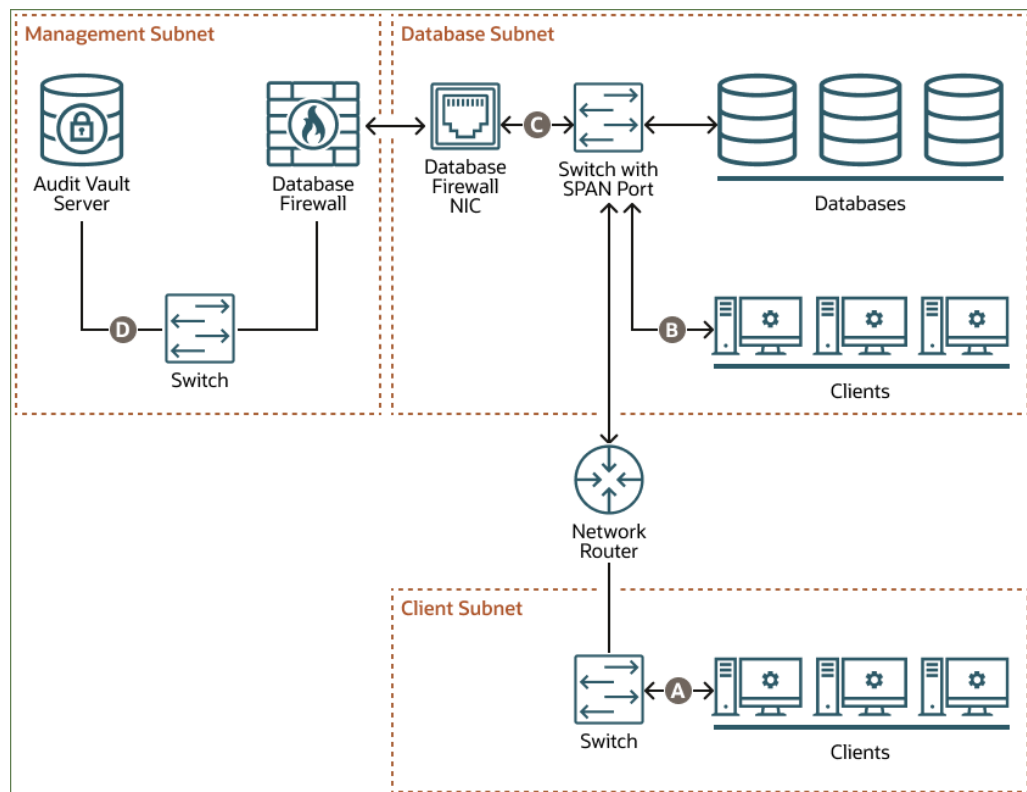 Management Subnet
Database Subnet
Audit Vault
Server
Database
Firewall
Database
Firewall
NIC
C
Switch with
SPAN Port
Databases
D
Switch
B
Clients
Network
Router
Client Subnet
Switch
A
Clients